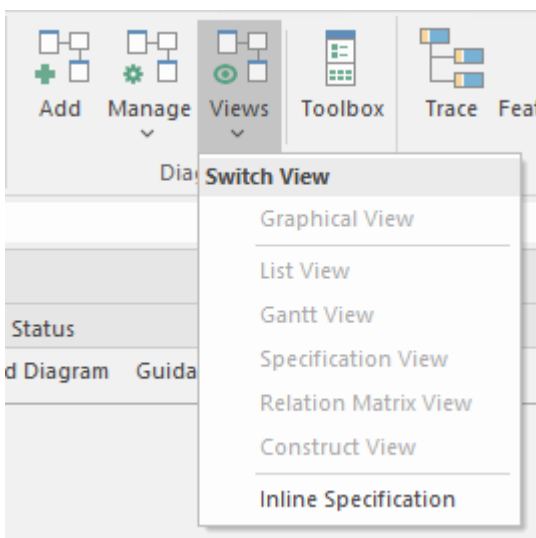 Add Manage Views Toolbox Trace
Switch View
Graphical View
List View
Gantt View
Status
Specification View
d Diagram
Relation Matrix View
Construct View
Inline Specification